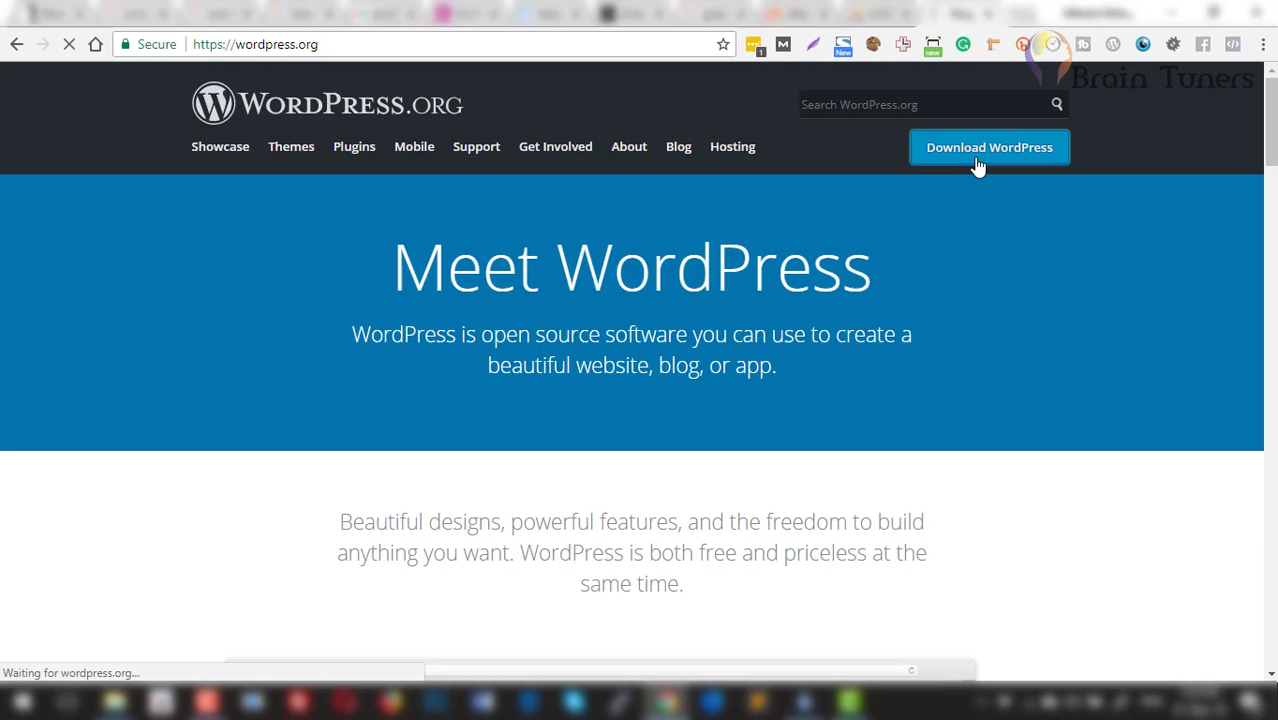 Secure
https://wordpress.org
1
New
new
Brain Tuners
WORDPRESS.ORG
Search WordPress.org
Showcase Themes Plugins Mobile Support Get Involved About Blog Hosting
Download WordPress
Meet WordPress
WordPress is open source software you can use to create a
beautiful website, blog, or app.
Beautiful designs, powerful features, and the freedom to build
anything you want. WordPress is both free and priceless at the
same time.
Waiting for wordpress.org...